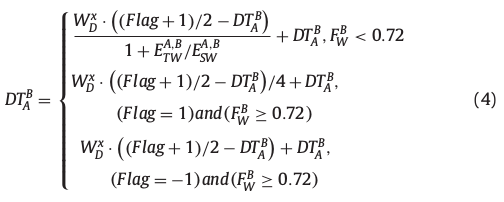 DT_A^B = { W_D^x · ((Flag + 1)/2 − DT_A^B) / (1 + E_TW^{A,B}/E_SW^{A,B}) + DT_A^B, F_W^B < 0.72
W_D^x · ((Flag + 1)/2 − DT_A^B)/4 + DT_A^B,
(Flag = 1)and(F_W^B ≥ 0.72)
W_D^x · ((Flag + 1)/2 − DT_A^B) + DT_A^B,
(Flag = −1)and(F_W^B ≥ 0.72)
(4)